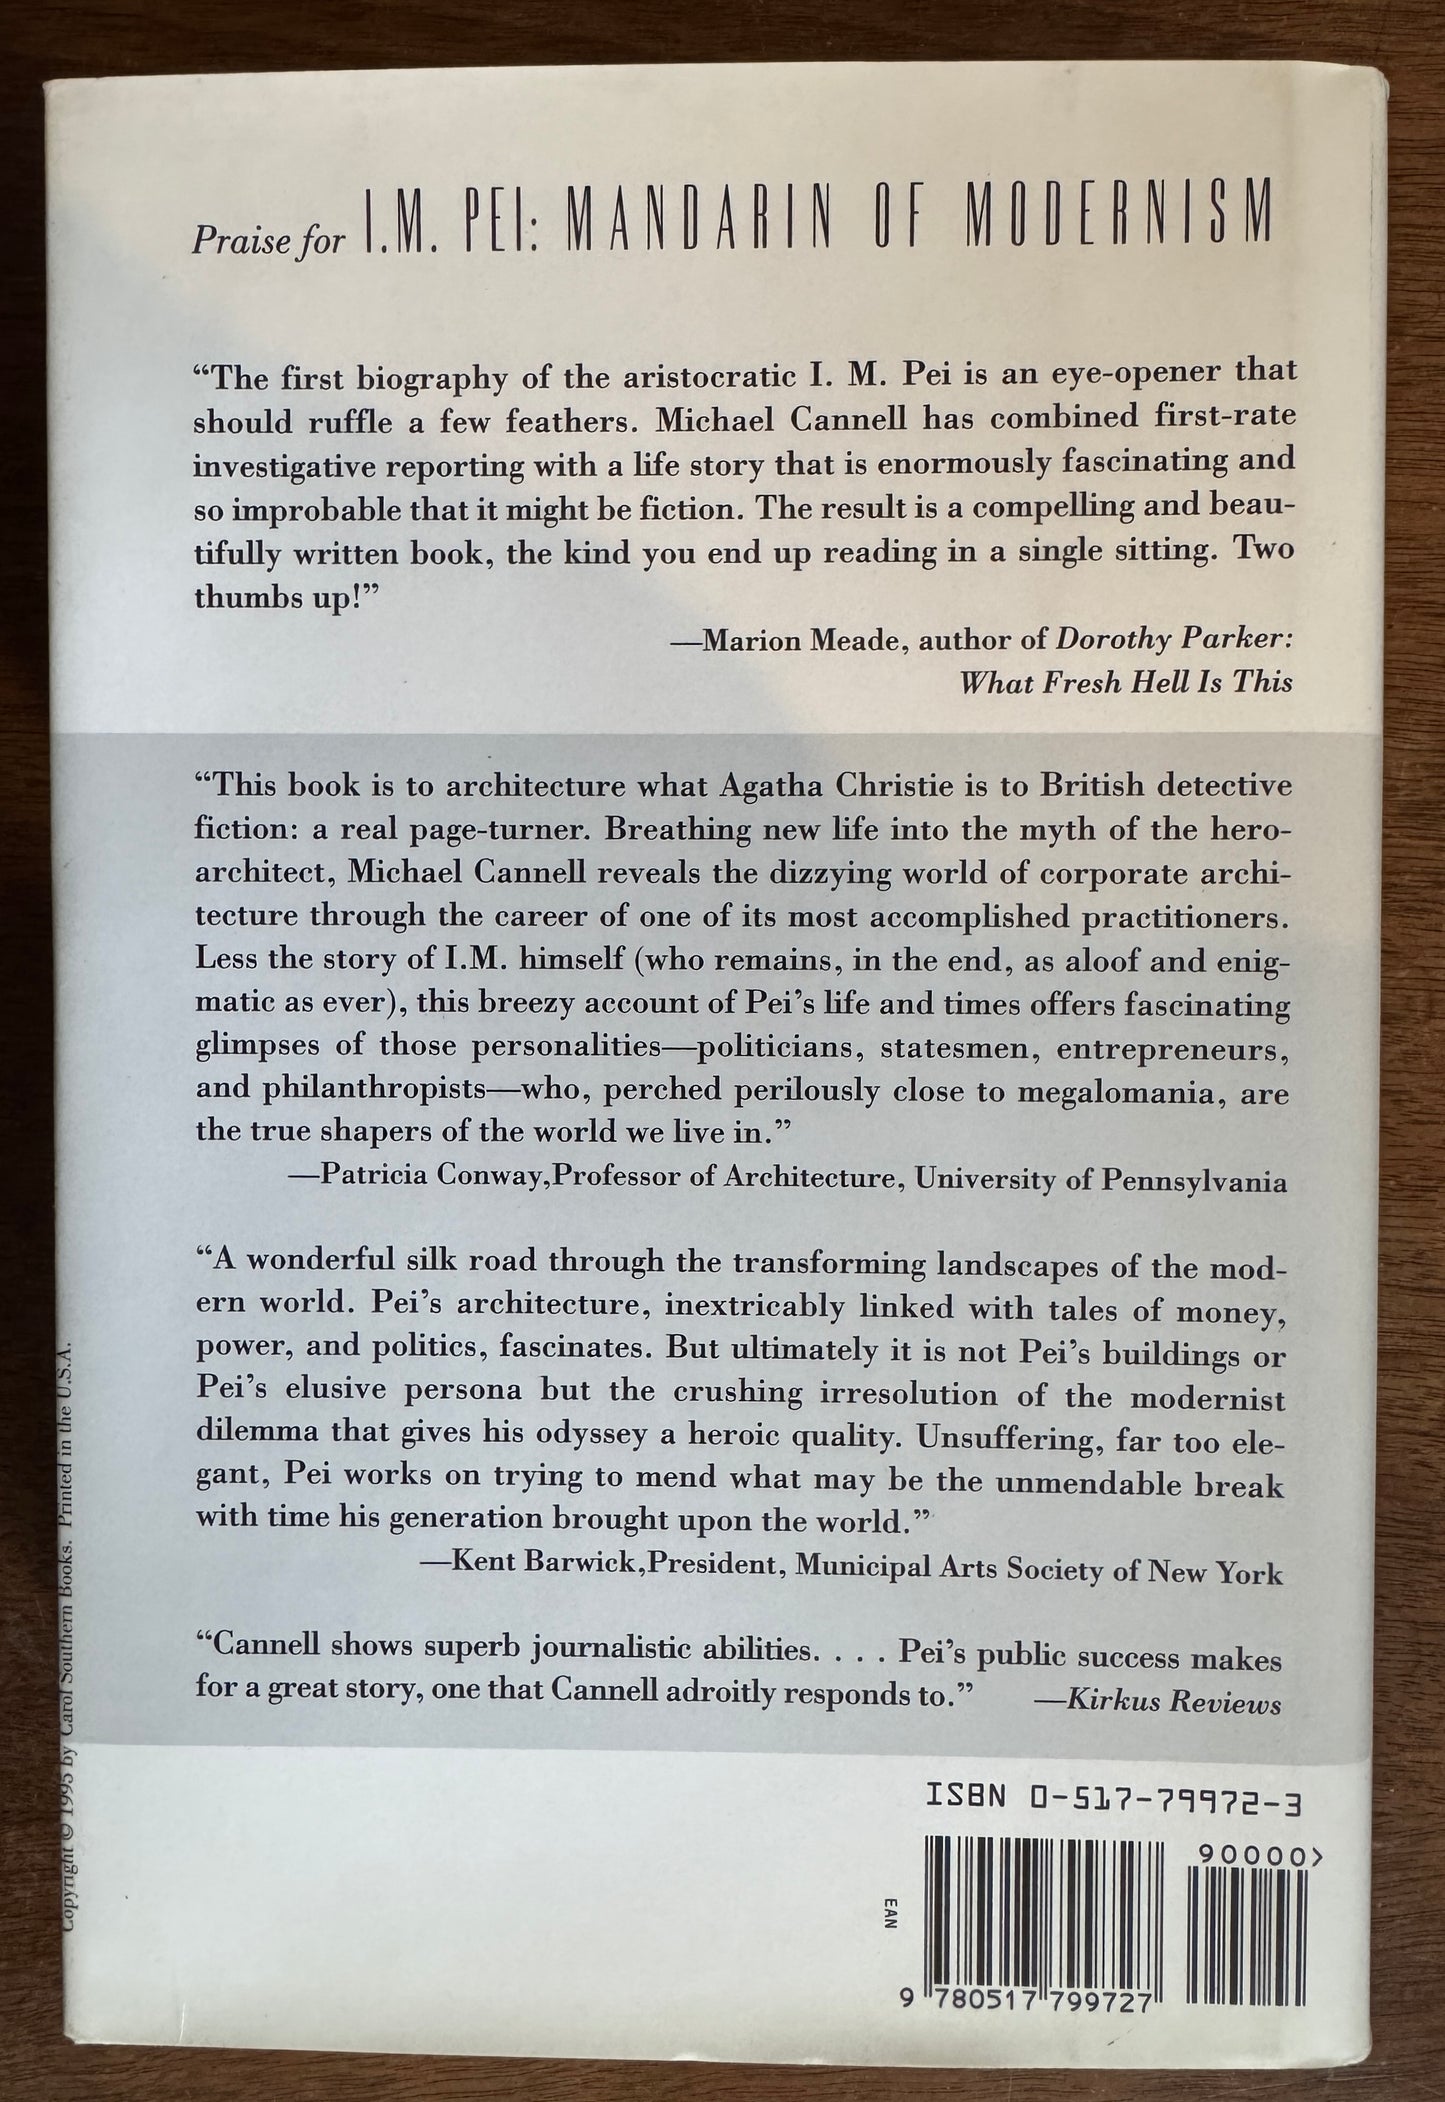 Praise for I.M. PEI: MANDARIN OF MODERNISM
“The first biography of the aristocratic I. M. Pei is an eye-opener that
should ruffle a few feathers. Michael Cannell has combined first-rate
investigative reporting with a life story that is enormously fascinating and
so improbable that it might be fiction. The result is a compelling and beau-
tifully written book, the kind you end up reading in a single sitting. Two
thumbs up!”
—Marion Meade, author of Dorothy Parker:
What Fresh Hell Is This
“This book is to architecture what Agatha Christie is to British detective
fiction: a real page-turner. Breathing new life into the myth of the hero-
architect, Michael Cannell reveals the dizzying world of corporate archi-
tecture through the career of one of its most accomplished practitioners.
Less the story of I.M. himself (who remains, in the end, as aloof and enig-
matic as ever), this breezy account of Pei’s life and times offers fascinating
glimpses of those personalities—politicians, statesmen, entrepreneurs,
and philanthropists—who, perched perilously close to megalomania, are
the true shapers of the world we live in.”
—Patricia Conway,Professor of Architecture, University of Pennsylvania
“A wonderful silk road through the transforming landscapes of the mod-
ern world. Pei’s architecture, inextricably linked with tales of money,
power, and politics, fascinates. But ultimately it is not Pei’s buildings or
Pei’s elusive persona but the crushing irresolution of the modernist
dilemma that gives his odyssey a heroic quality. Unsuffering, far too ele-
gant, Pei works on trying to mend what may be the unmendable break
with time his generation brought upon the world.”
—Kent Barwick,President, Municipal Arts Society of New York
“Cannell shows superb journalistic abilities. . . . Pei’s public success makes
for a great story, one that Cannell adroitly responds to.” —Kirkus Reviews
Copyright © 1995 by Carol Southern Books. Printed in the U.S.A.
ISBN 0-517-79972-3
90000>
EAN
9 780517 799727